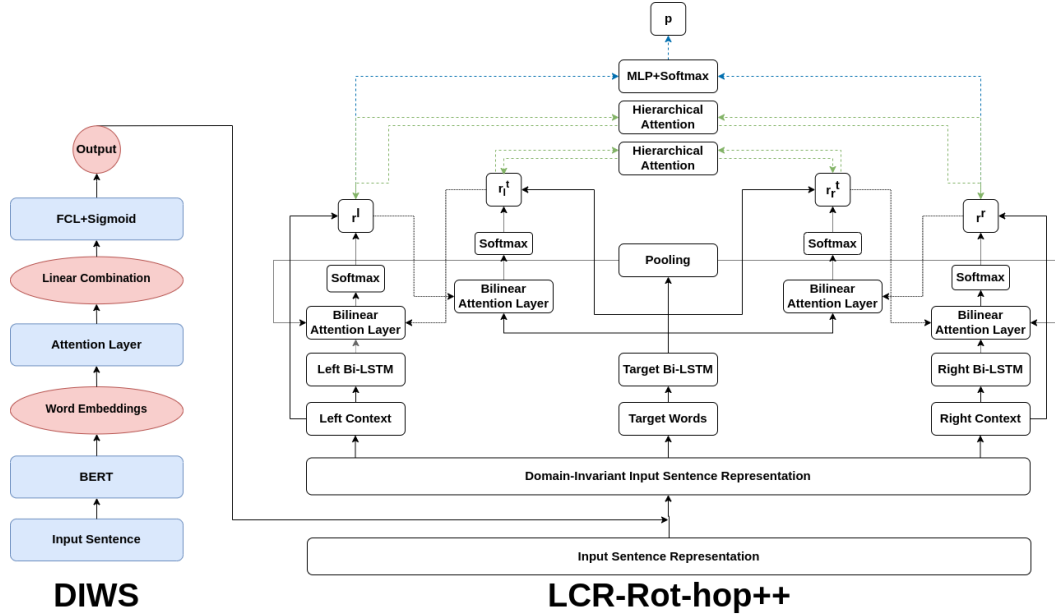 p
MLP+Softmax
Hierarchical
Attention
Hierarchical
Attention
Output
r_l^t
r_r^t
FCL+Sigmoid
r^l
r^r
Softmax
Softmax
Pooling
Linear Combination
Softmax
Softmax
Bilinear
Attention Layer
Bilinear
Attention Layer
Bilinear
Attention Layer
Bilinear
Attention Layer
Attention Layer
Left Bi-LSTM
Target Bi-LSTM
Right Bi-LSTM
Word Embeddings
Left Context
Target Words
Right Context
BERT
Domain-Invariant Input Sentence Representation
Input Sentence
Input Sentence Representation
DIWS
LCR-Rot-hop++